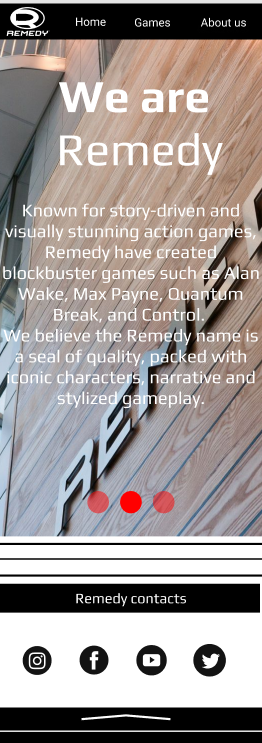 REMEDY
Home Games About us
We are
Remedy
Known for story-driven and
visually stunning action games,
Remedy have created
blockbuster games such as Alan
Wake, Max Payne, Quantum
Break, and Control.
We believe the Remedy name is
a seal of quality, packed with
iconic characters, narrative and
stylized gameplay.
REMEDY
Remedy contacts